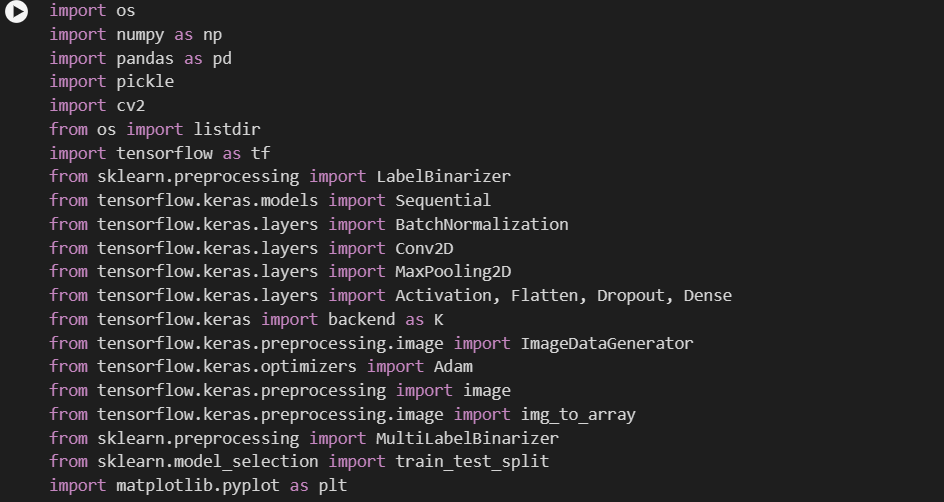 import os
import numpy as np
import pandas as pd
import pickle
import cv2
from os import listdir
import tensorflow as tf
from sklearn.preprocessing import LabelBinarizer
from tensorflow.keras.models import Sequential
from tensorflow.keras.layers import BatchNormalization
from tensorflow.keras.layers import Conv2D
from tensorflow.keras.layers import MaxPooling2D
from tensorflow.keras.layers import Activation, Flatten, Dropout, Dense
from tensorflow.keras import backend as K
from tensorflow.keras.preprocessing.image import ImageDataGenerator
from tensorflow.keras.optimizers import Adam
from tensorflow.keras.preprocessing import image
from tensorflow.keras.preprocessing.image import img_to_array
from sklearn.preprocessing import MultiLabelBinarizer
from sklearn.model_selection import train_test_split
import matplotlib.pyplot as plt